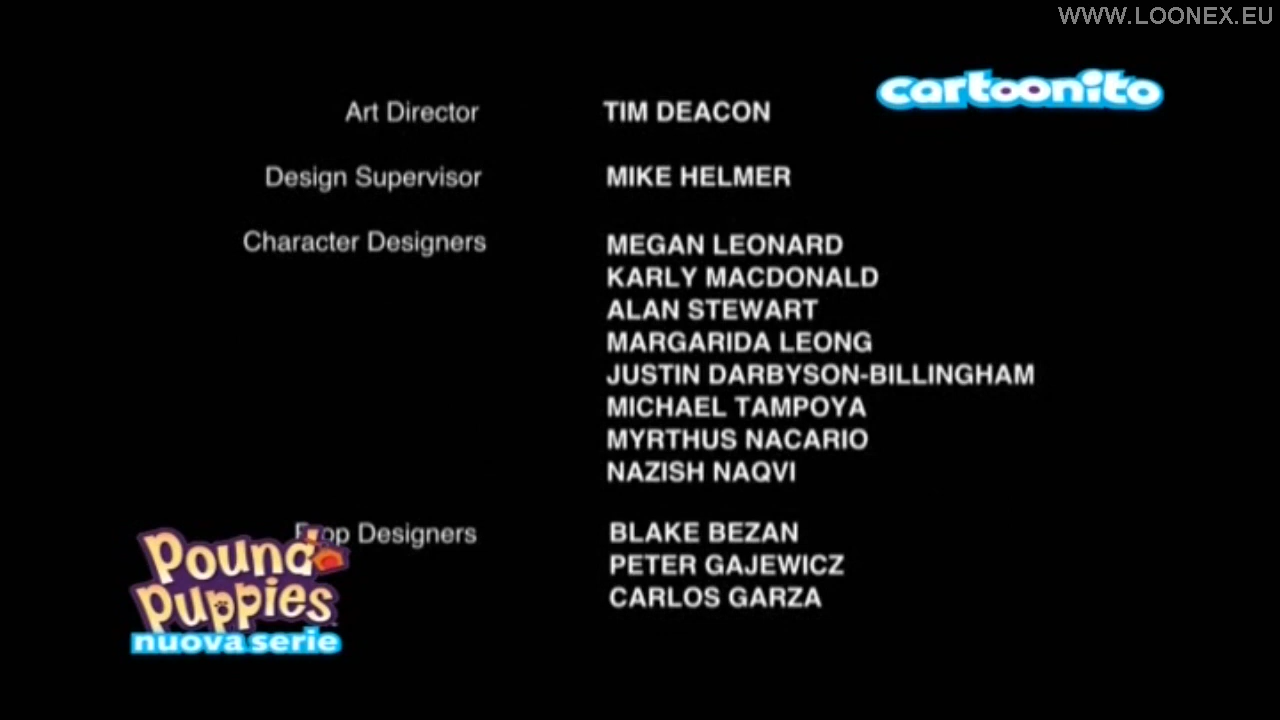 WWW.LOONEX.EU
cartoonito
Art Director TIM DEACON
Design Supervisor MIKE HELMER
Character Designers MEGAN LEONARD
KARLY MACDONALD
ALAN STEWART
MARGARIDA LEONG
JUSTIN DARBYSON-BILLINGHAM
MICHAEL TAMPOYA
MYRTHUS NACARIO
NAZISH NAQVI
Prop Designers BLAKE BEZAN
PETER GAJEWICZ
CARLOS GARZA
Pound
Puppies
nuova serie